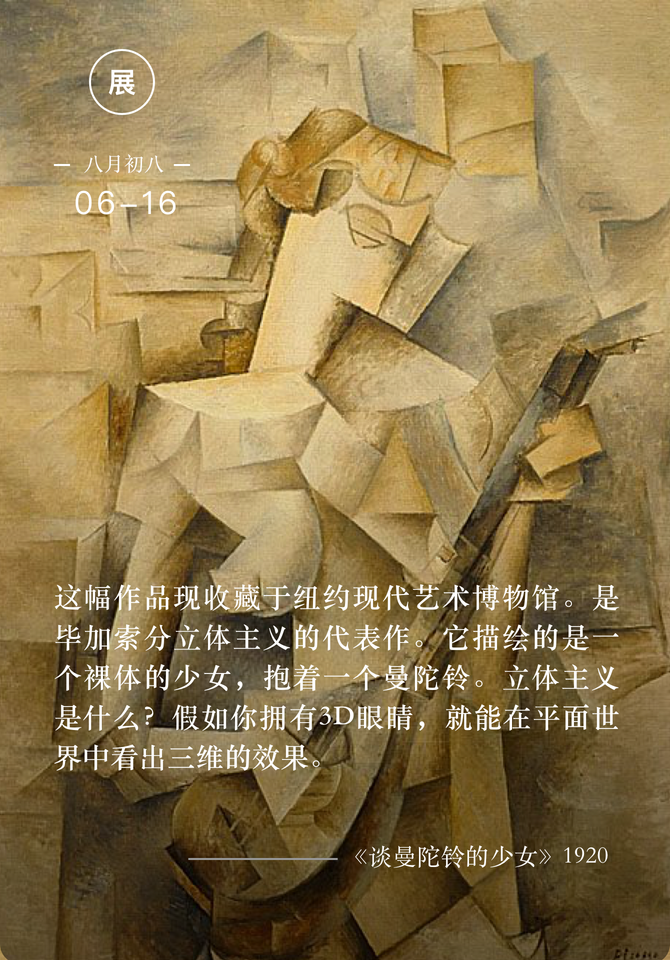 展
八月初八
06–16
这幅作品现收藏于纽约现代艺术博物馆。是
毕加索分立体主义的代表作。它描绘的是一
个裸体的少女，抱着一个曼陀铃。立体主义
是什么？假如你拥有3D眼睛，就能在平面世
界中看出三维的效果。
《谈曼陀铃的少女》1920